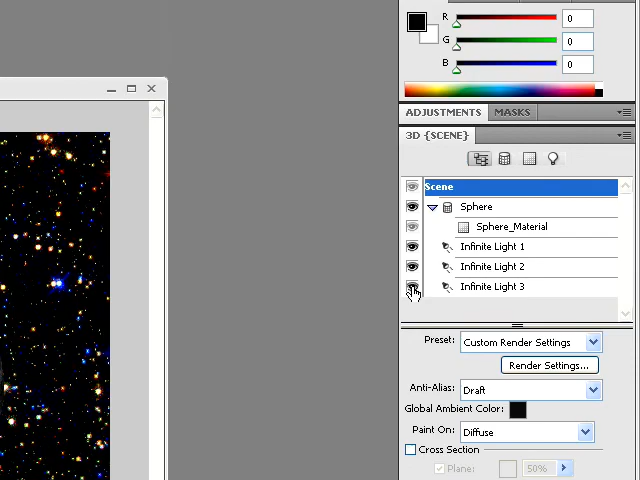 R 0
G 0
B 0
ADJUSTMENTS MASKS
3D {SCENE}
Scene
Sphere
Sphere_Material
Infinite Light 1
Infinite Light 2
Infinite Light 3
Preset: Custom Render Settings
Render Settings...
Anti-Alias: Draft
Global Ambient Color:
Paint On: Diffuse
Cross Section
Plane: 50%